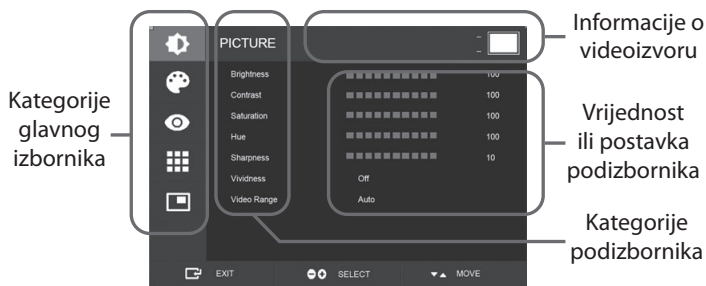 Informacije o
videoizvoru
PICTURE
Brightness 100
Contrast 100
Saturation 100
Hue 100
Sharpness 10
Vividness Off
Video Range Auto
Kategorije
glavnog
izbornika
Vrijednost
ili postavka
podizbornika
Kategorije
podizbornika
EXIT SELECT MOVE